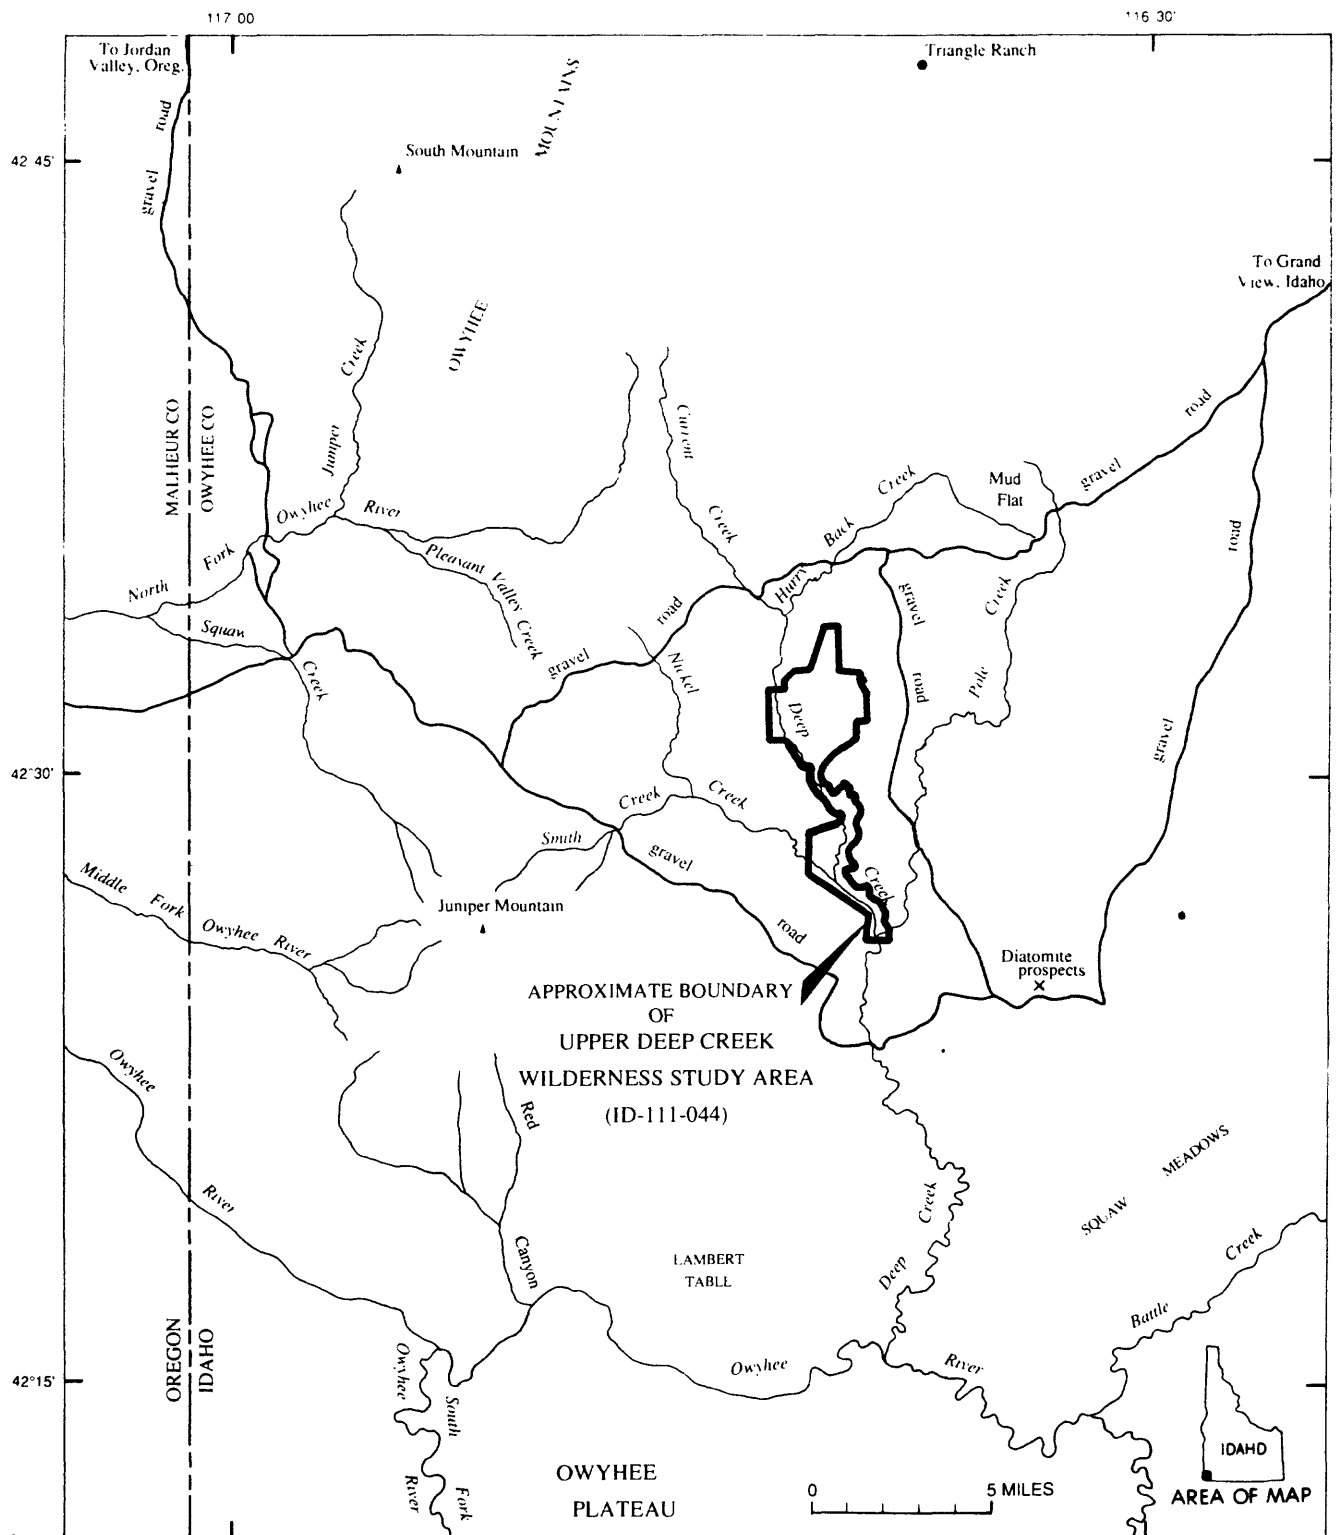 117 00
116 30'
To Jordan
Valley, Oreg.
Triangle Ranch
MOUNTAINS
road
42 45'
South Mountain
gravel
To Grand
View, Idaho
OWYHEE
Creek
road
MALHEUR CO
OWYHEE CO
Current
Juniper
gravel
Creek
Mud
Flat
Owyhee
River
Creek
Back
road
North
Fork
Pleasant
Valley
Creek
Hurry
gravel
Creek
Squaw
road
Creek
gravel
Nickel
road
Pole
Deep
gravel
42°30'
Creek
Creek
Smith
gravel
Middle
Fork
Creek
Juniper Mountain
Owyhee River
road
Diatomite
prospects
APPROXIMATE BOUNDARY
OF
UPPER DEEP CREEK
WILDERNESS STUDY AREA
(ID-111-044)
Owyhee
Red
MEADOWS
River
Creek
SQUAW
Canyon
LAMBERT
TABLE
Deep
Creek
Battle
OREGON
IDAHO
Owyhee
Owyhee
River
42°15'
South
IDAHO
OWYHEE
PLATEAU
River
Fork
0
5 MILES
AREA OF MAP